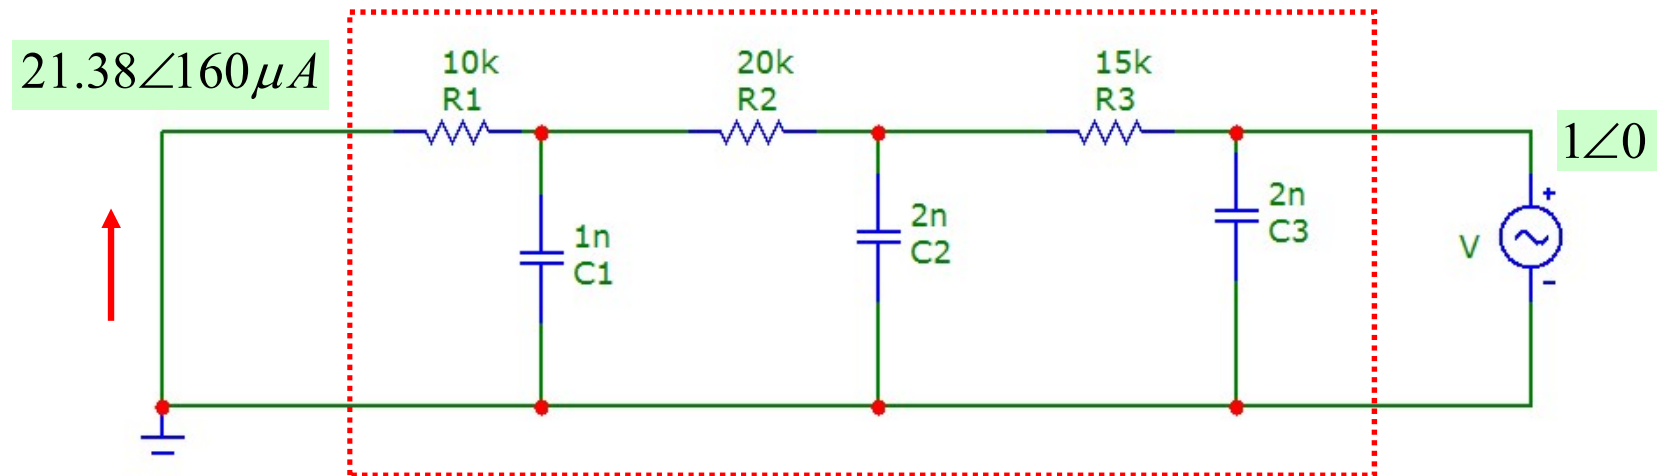 21.38∠160μA
10k
R1
20k
R2
15k
R3
1∠0
1n
C1
2n
C2
2n
C3
V
+
-